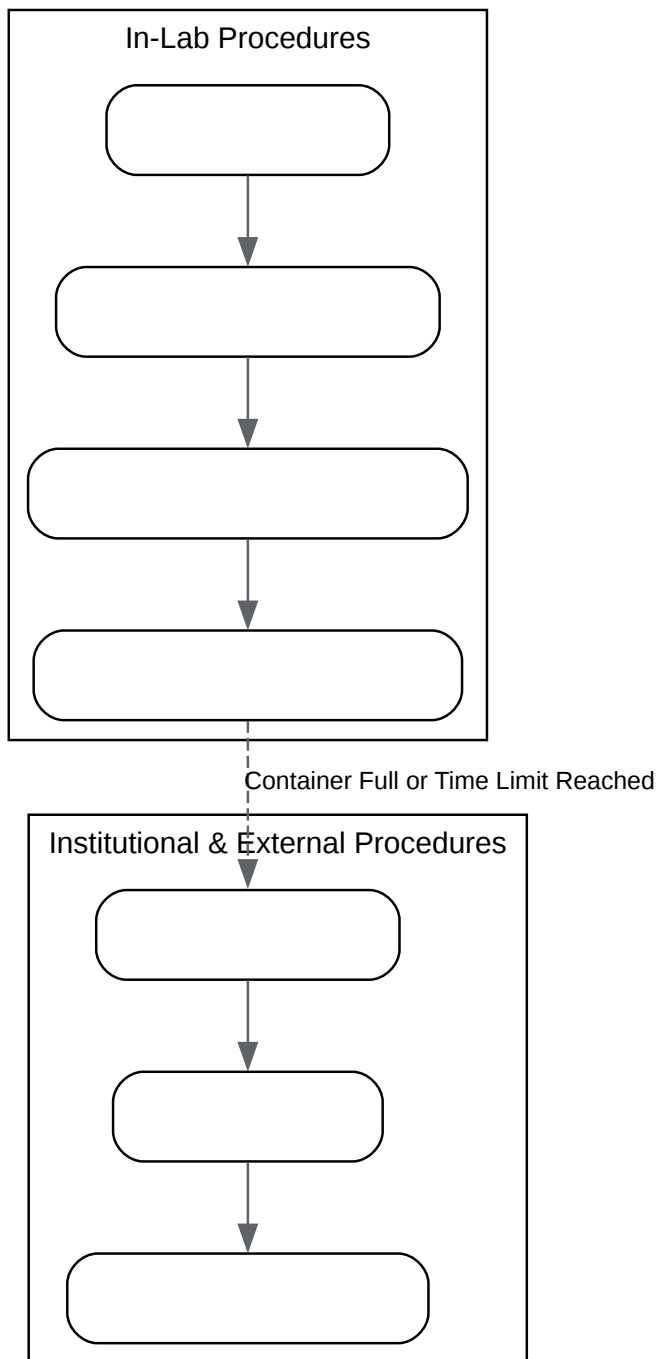 In-Lab Procedures
Container Full or Time Limit Reached
Institutional & External Procedures